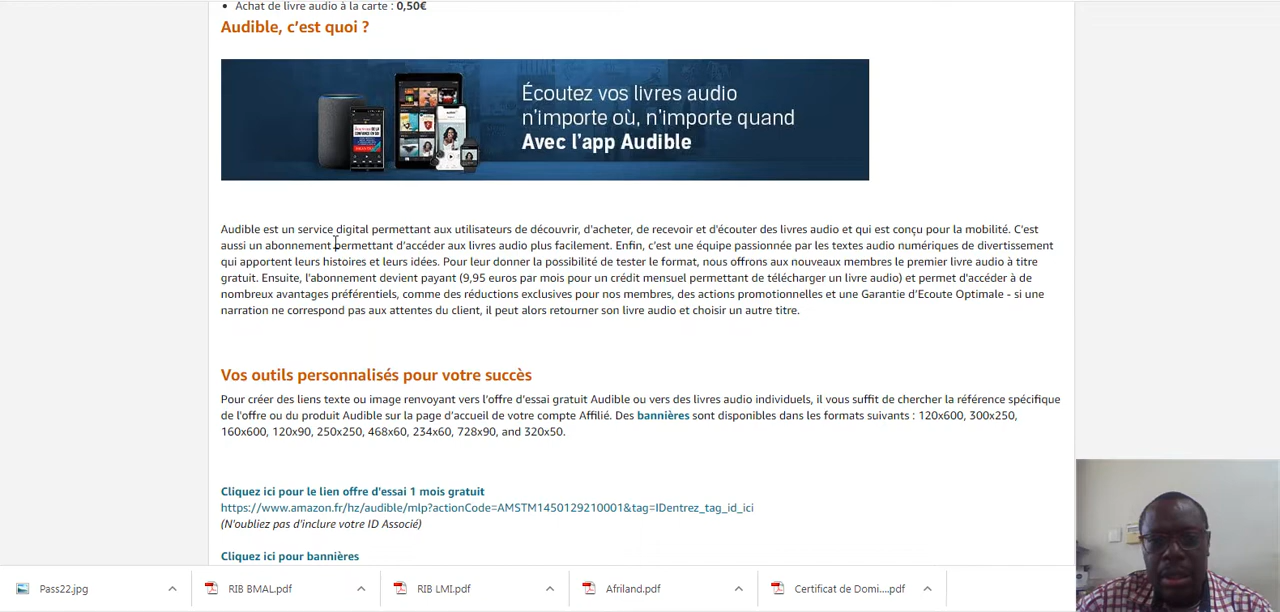 Achat de livre audio à la carte : 0,50€
Audible, c’est quoi ?
Écoutez vos livres audio
n’importe où, n’importe quand
Avec l’app Audible
Audible est un service digital permettant aux utilisateurs de découvrir, d'acheter, de recevoir et d'écouter des livres audio et qui est conçu pour la mobilité. C’est
aussi un abonnement permettant d’accéder aux livres audio plus facilement. Enfin, c’est une équipe passionnée par les textes audio numériques de divertissement
qui apportent leurs histoires et leurs idées. Pour leur donner la possibilité de tester le format, nous offrons aux nouveaux membres le premier livre audio à titre
gratuit. Ensuite, l’abonnement devient payant (9,95 euros par mois pour un crédit mensuel permettant de télécharger un livre audio) et permet d'accéder à de
nombreux avantages préférentiels, comme des réductions exclusives pour nos membres, des actions promotionnelles et une Garantie d’Ecoute Optimale - si une
narration ne correspond pas aux attentes du client, il peut alors retourner son livre audio et choisir un autre titre.
Vos outils personnalisés pour votre succès
Pour créer des liens texte ou image renvoyant vers l’offre d’essai gratuit Audible ou vers des livres audio individuels, il vous suffit de chercher la référence spécifique
de l’offre ou du produit Audible sur la page d’accueil de votre compte Affilié. Des bannières sont disponibles dans les formats suivants : 120x600, 300x250,
160x600, 120x90, 250x250, 468x60, 234x60, 728x90, and 320x50.
Cliquez ici pour le lien offre d'essai 1 mois gratuit
https://www.amazon.fr/hz/audible/mlp?actionCode=AMSTM1450129210001&tag=IDentrez_tag_id_ici
(N'oubliez pas d'inclure votre ID Associé)
Cliquez ici pour bannières
Pass22.jpg
RIB BMAL.pdf
RIB LMI.pdf
Afriland.pdf
Certificat de Domi....pdf